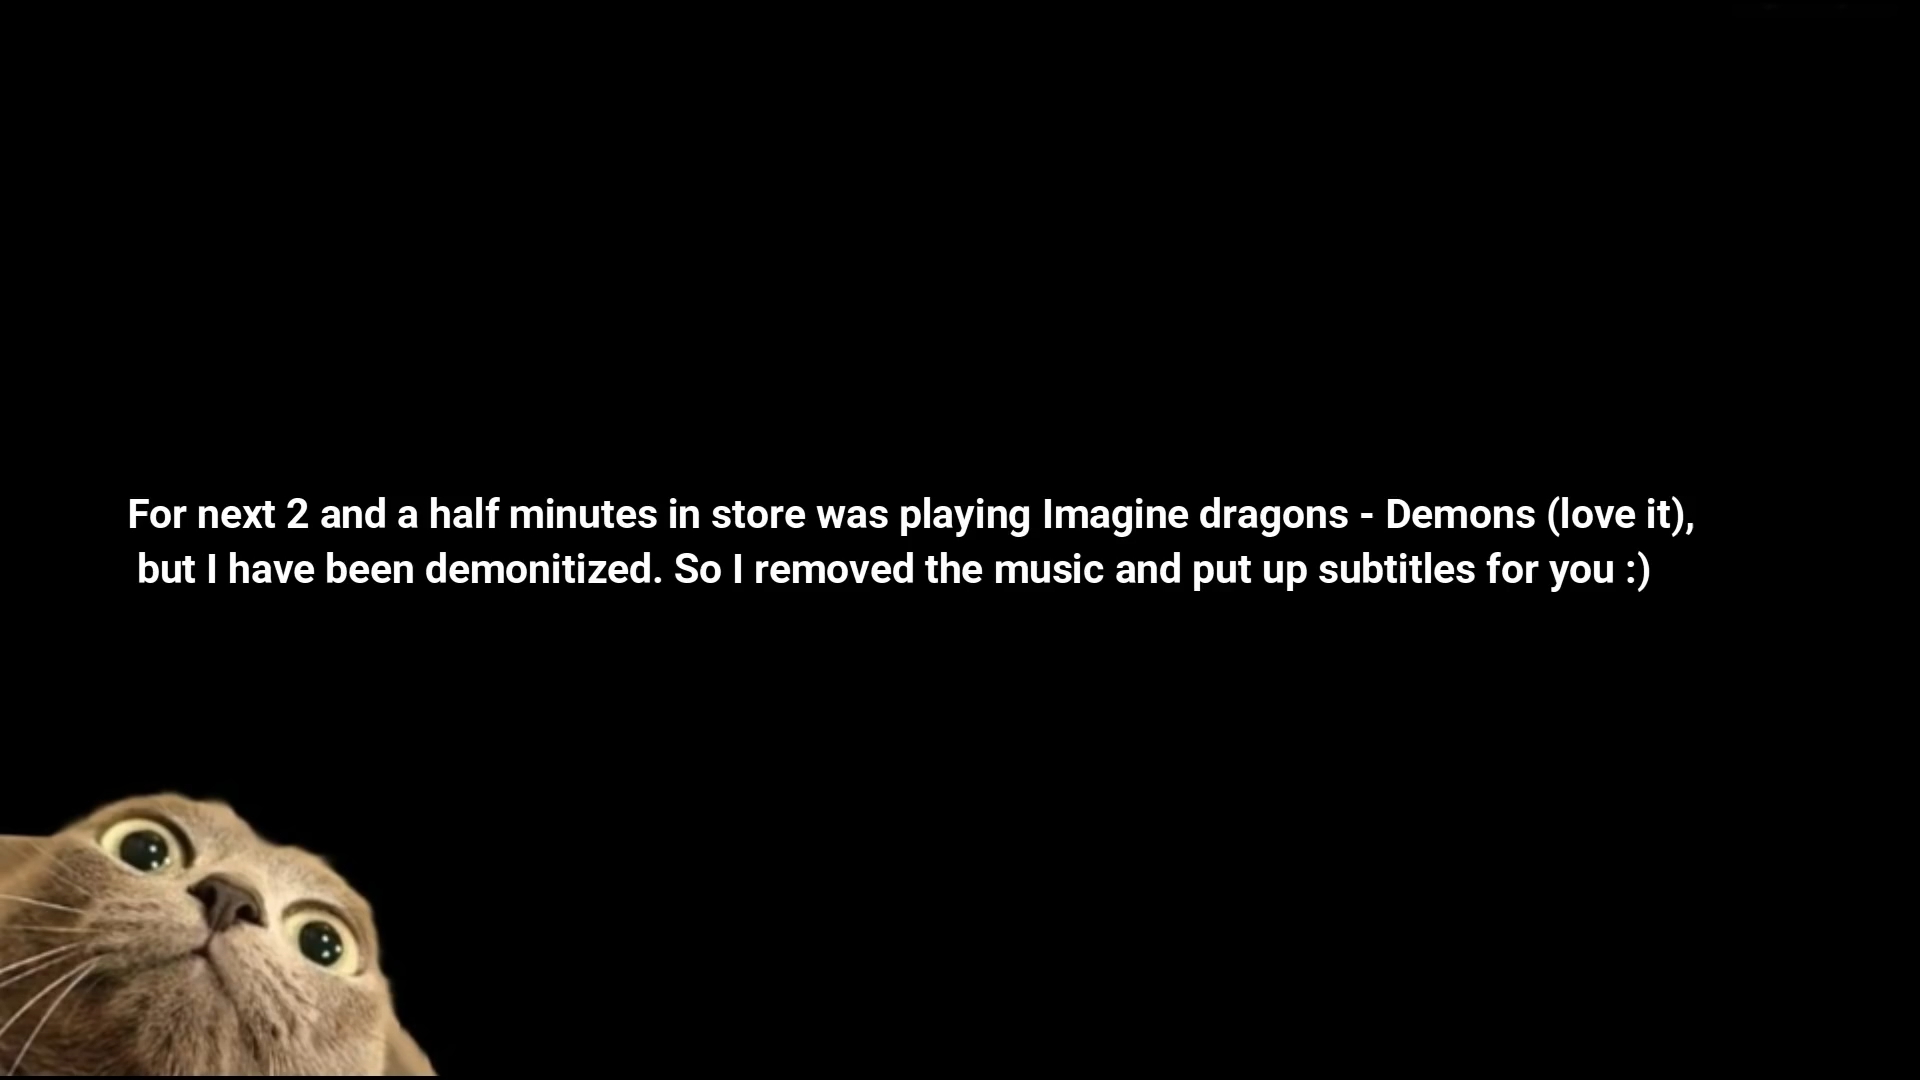 For next 2 and a half minutes in store was playing Imagine dragons - Demons (love it),
but I have been demonitized. So I removed the music and put up subtitles for you :)